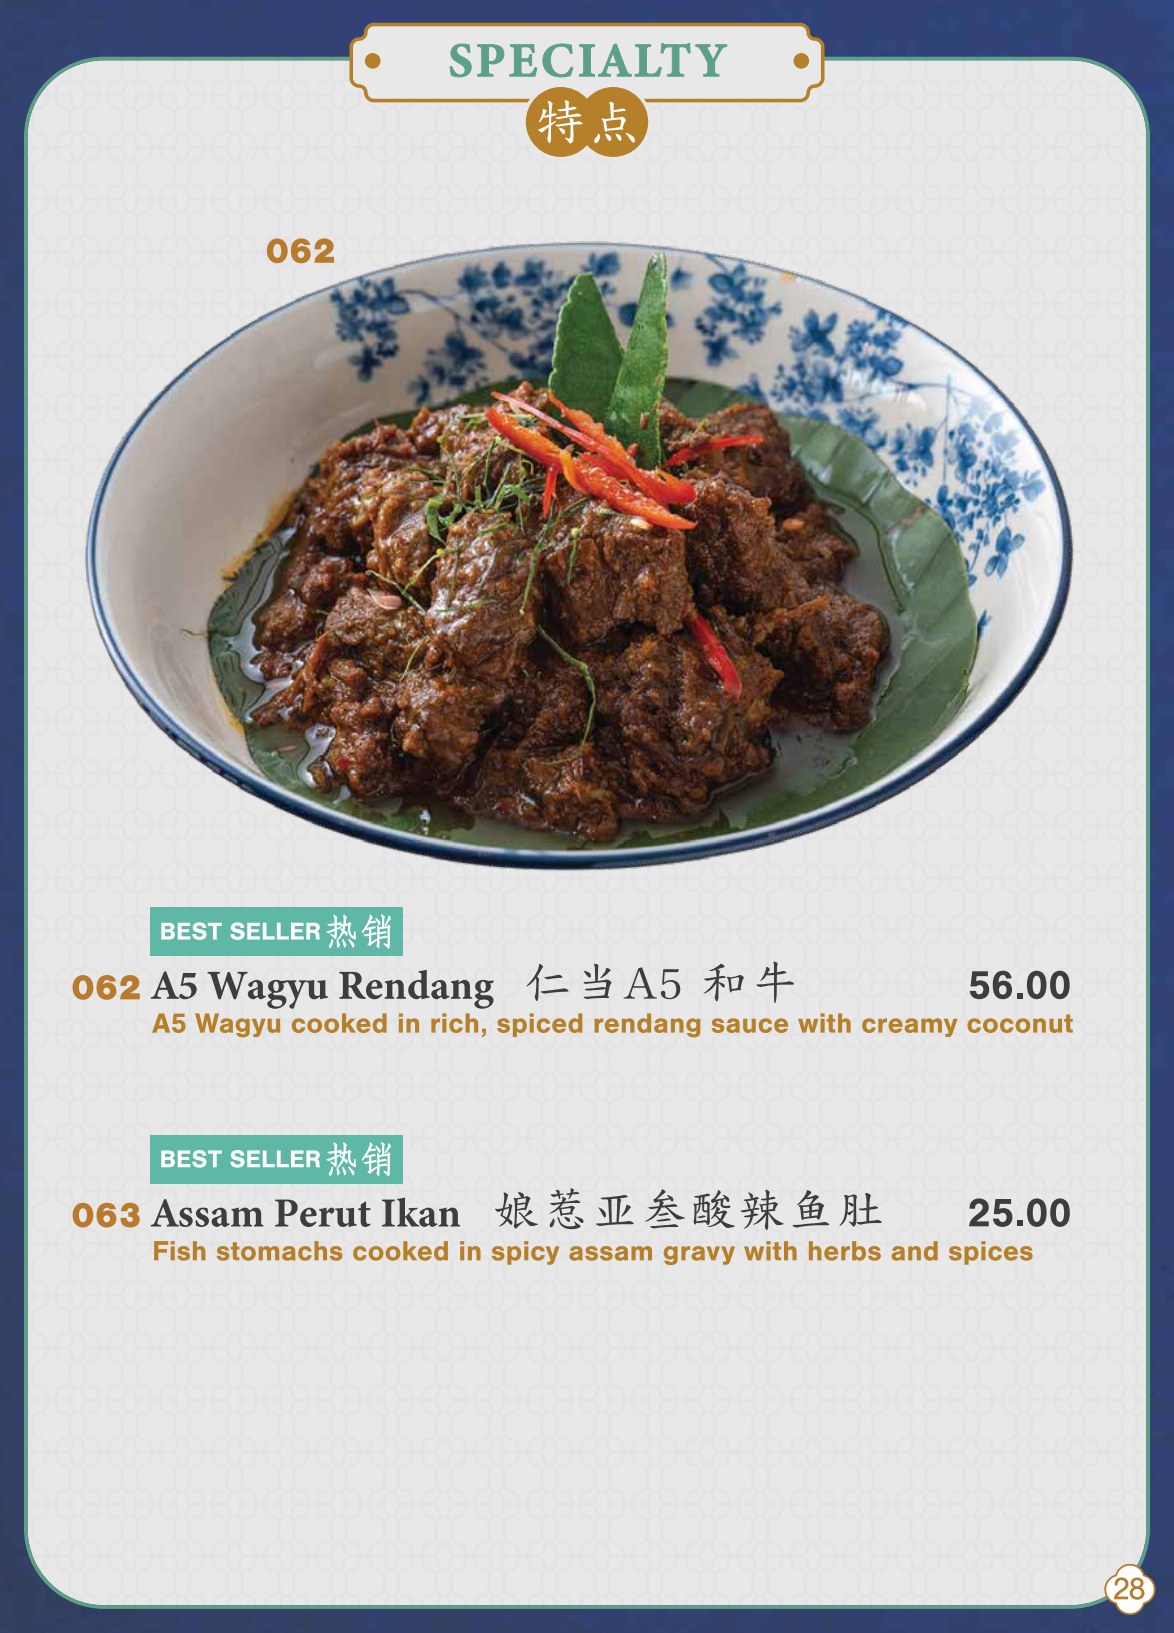 SPECIALTY
特点
062
BEST SELLER 热销
062 A5 Wagyu Rendang 仁当A5 和牛 56.00
A5 Wagyu cooked in rich, spiced rendang sauce with creamy coconut
BEST SELLER 热销
063 Assam Perut Ikan 娘惹亚叁酸辣鱼肚 25.00
Fish stomachs cooked in spicy assam gravy with herbs and spices
28